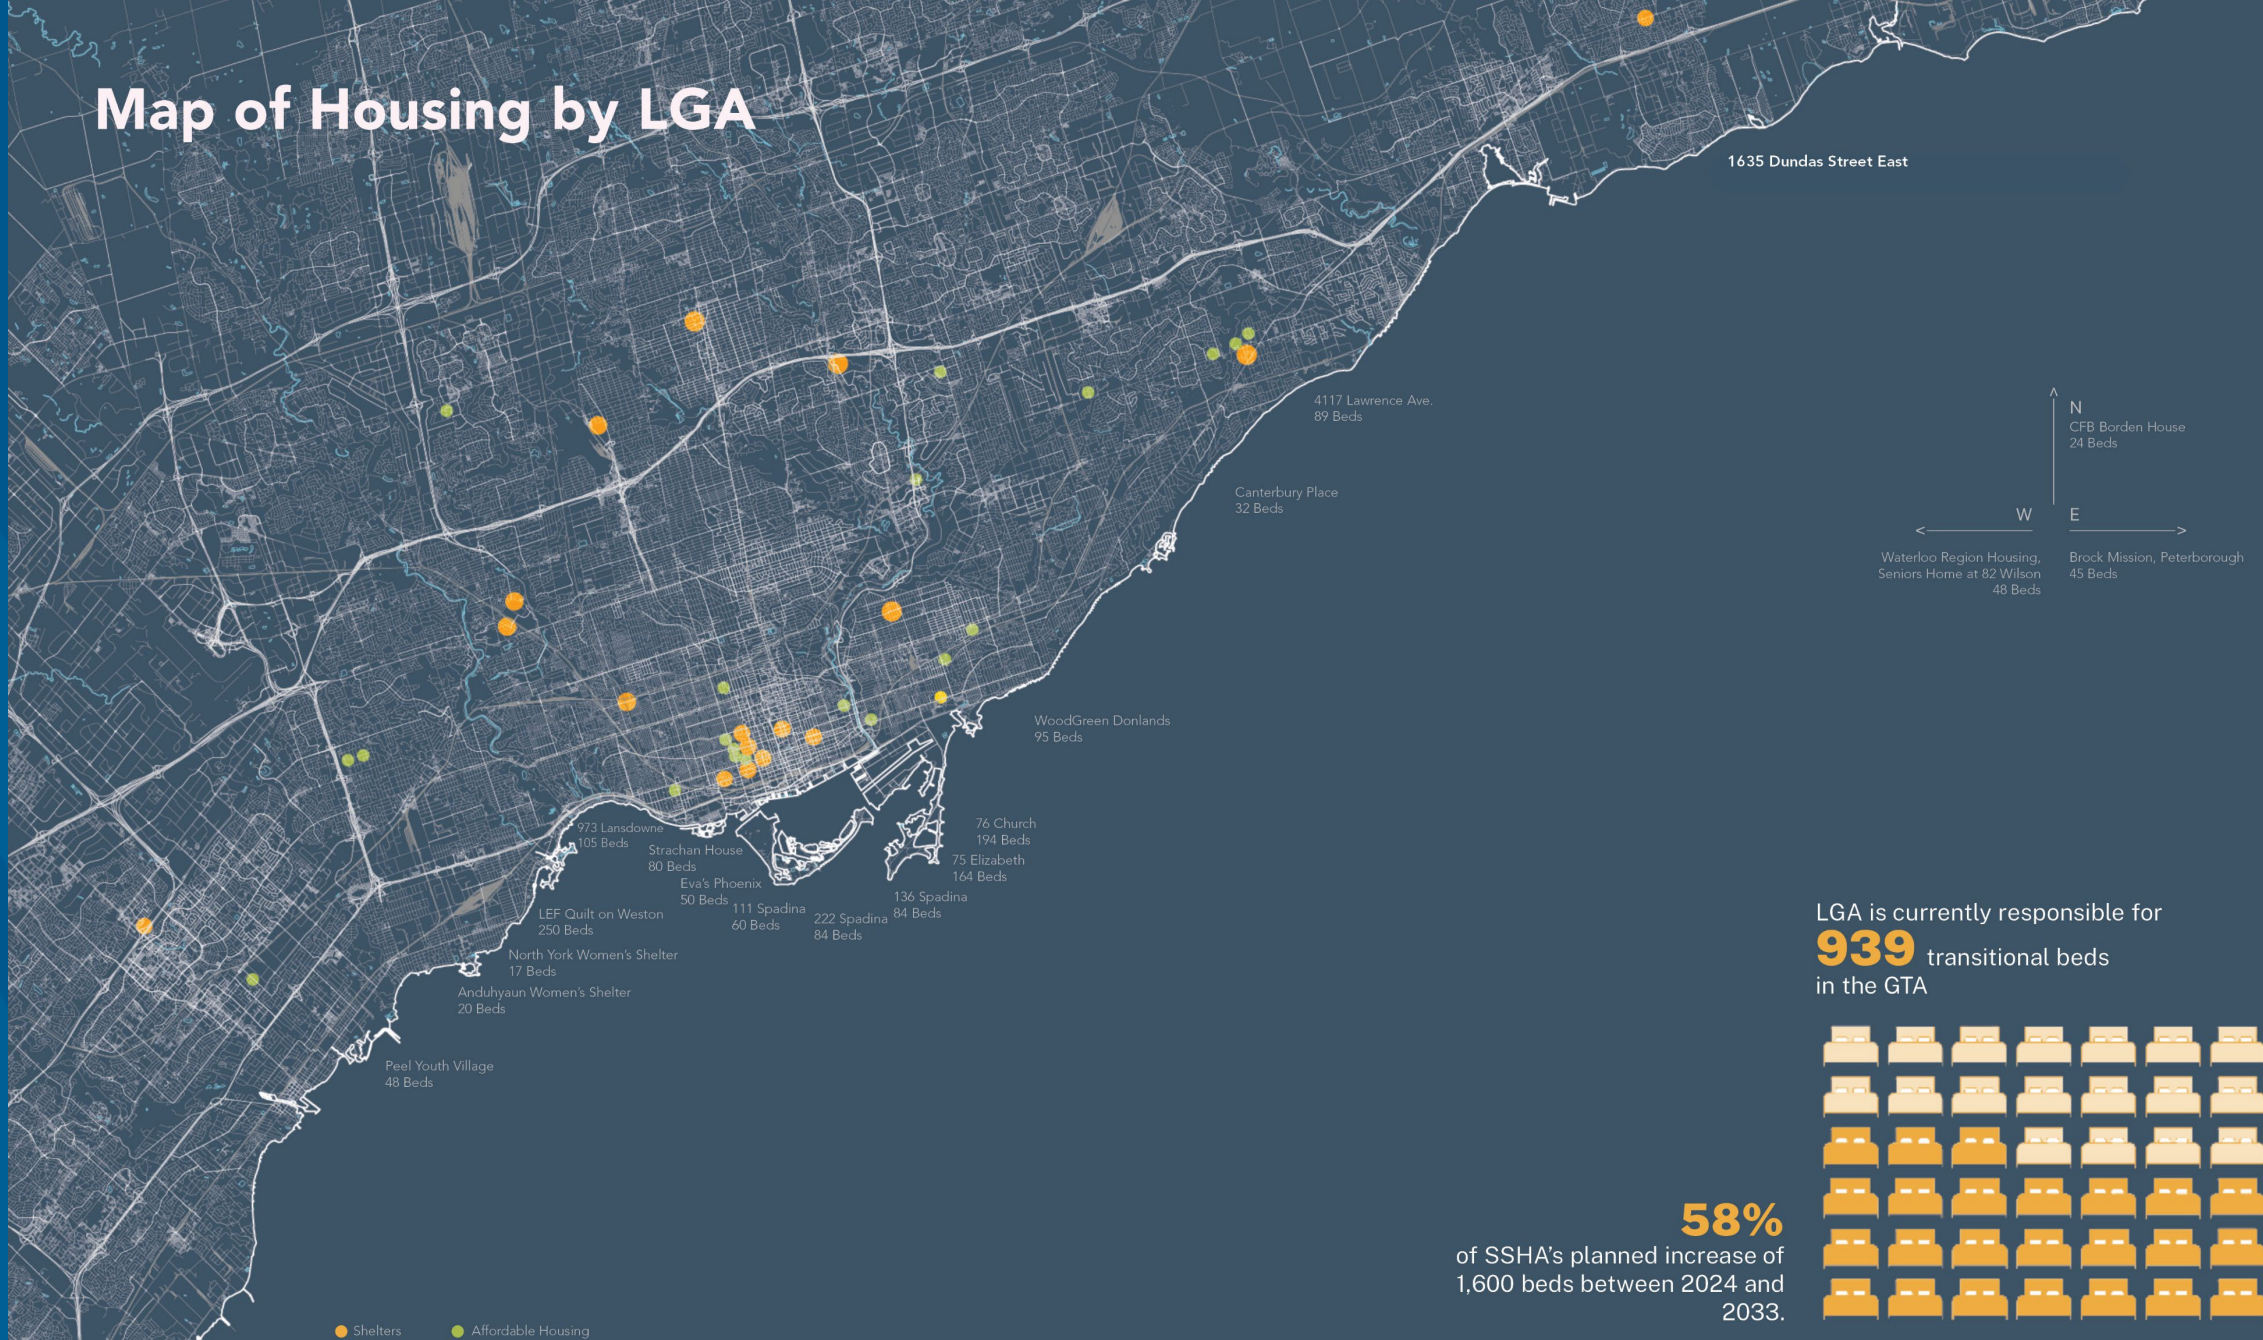 Map of Housing by LGA
1635 Dundas Street East
4117 Lawrence Ave.
89 Beds
N
CFB Borden House
24 Beds
W
E
Waterloo Region Housing,
Seniors Home at 82 Wilson
48 Beds
Brock Mission, Peterborough
45 Beds
Canterbury Place
32 Beds
WoodGreen Donlands
95 Beds
76 Church
194 Beds
75 Elizabeth
164 Beds
136 Spadina
84 Beds
222 Spadina
84 Beds
111 Spadina
60 Beds
Eva's Phoenix
50 Beds
Strachan House
80 Beds
973 Lansdowne
105 Beds
LEF Quilt on Weston
250 Beds
North York Women's Shelter
17 Beds
Anduhyaun Women's Shelter
20 Beds
Peel Youth Village
48 Beds
LGA is currently responsible for
939 transitional beds
in the GTA
58%
of SSHA's planned increase of
1,600 beds between 2024 and
2033.
Shelters
Affordable Housing